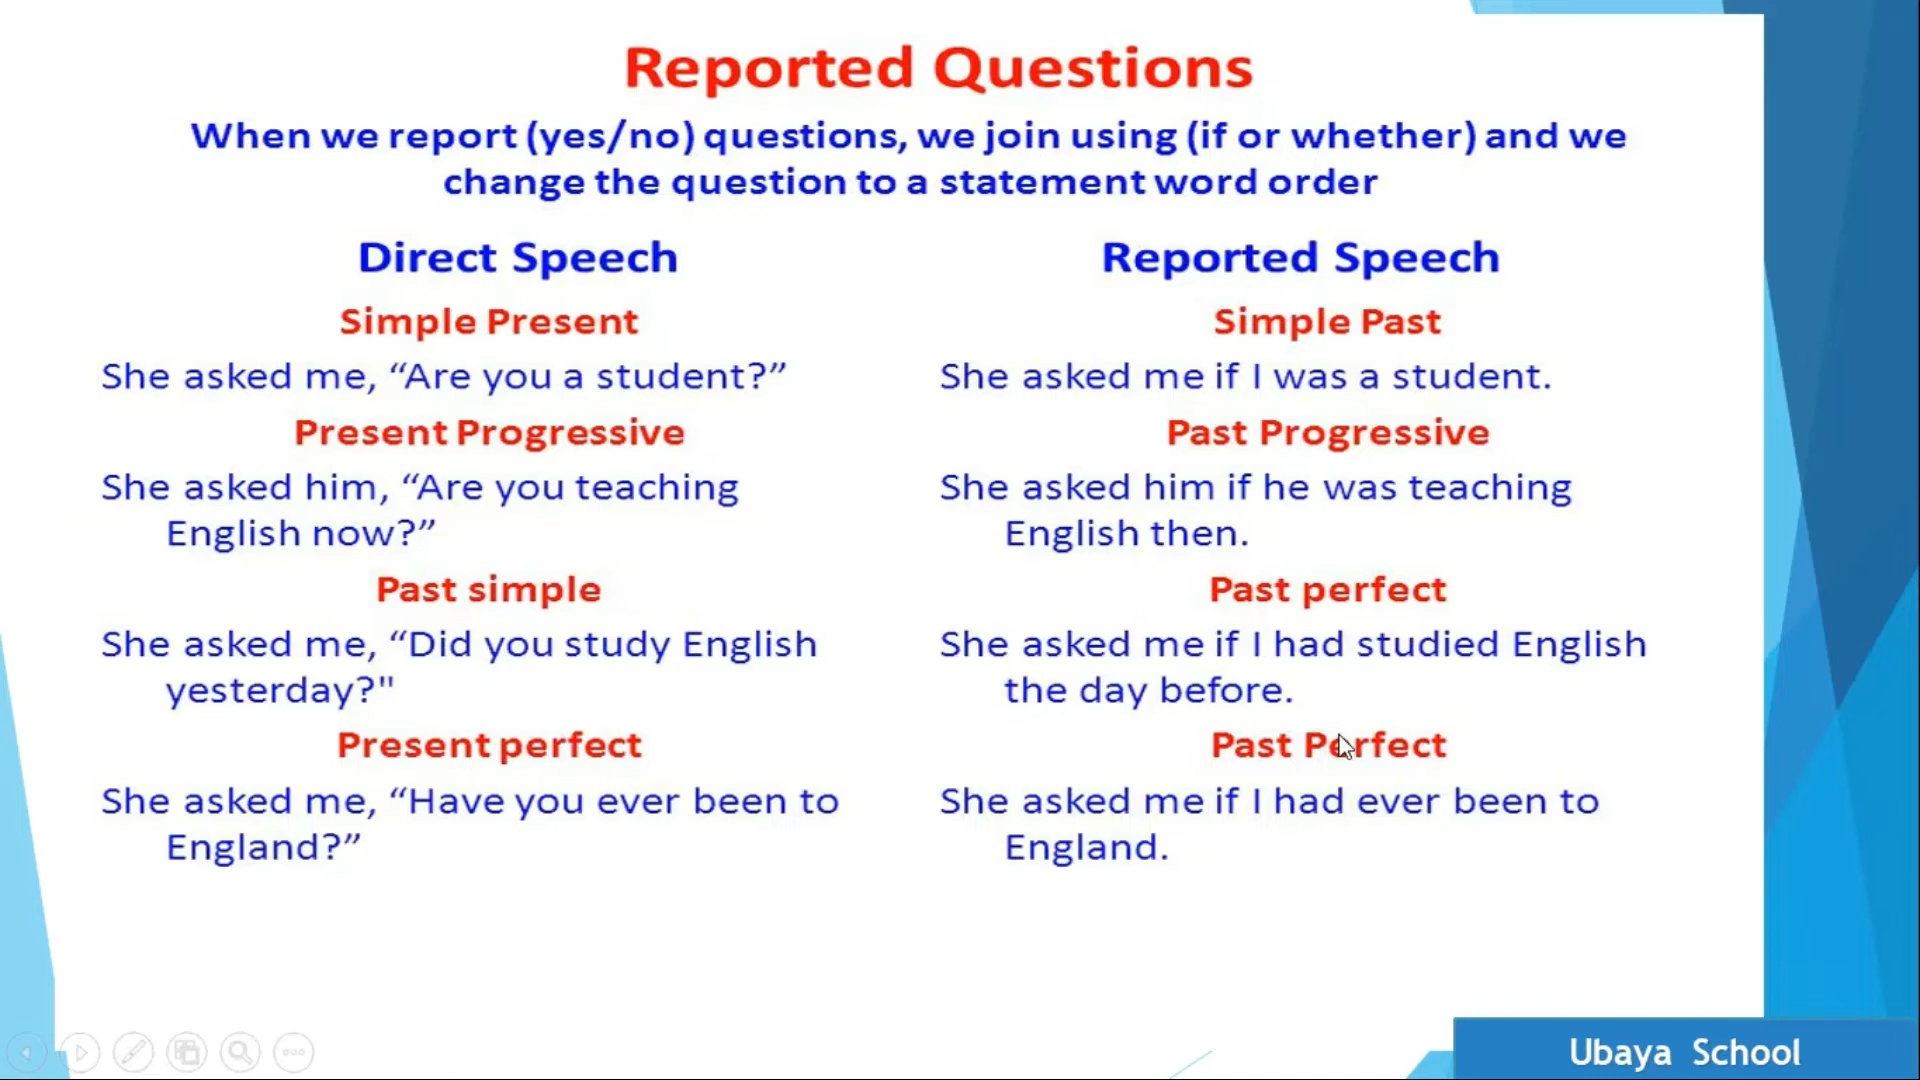 Reported Questions
When we report (yes/no) questions, we join using (if or whether) and we
change the question to a statement word order
Direct Speech
Reported Speech
Simple Present
Simple Past
She asked me, “Are you a student?”
She asked me if I was a student.
Present Progressive
Past Progressive
She asked him, “Are you teaching
English now?”
She asked him if he was teaching
English then.
Past simple
Past perfect
She asked me, “Did you study English
yesterday?"
She asked me if I had studied English
the day before.
Present perfect
Past Perfect
She asked me, “Have you ever been to
England?”
She asked me if I had ever been to
England.
Ubaya School